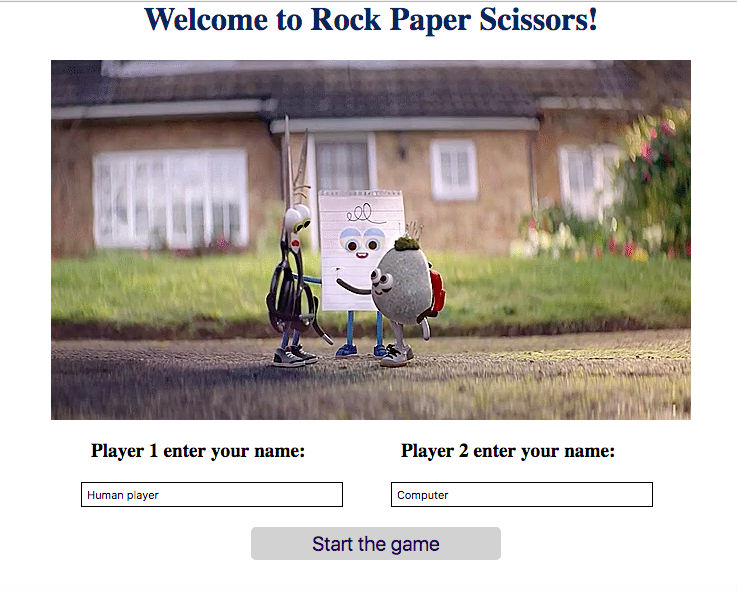 Welcome to Rock Paper Scissors!
Player 1 enter your name:
Player 2 enter your name:
Human player
Computer
Start the game